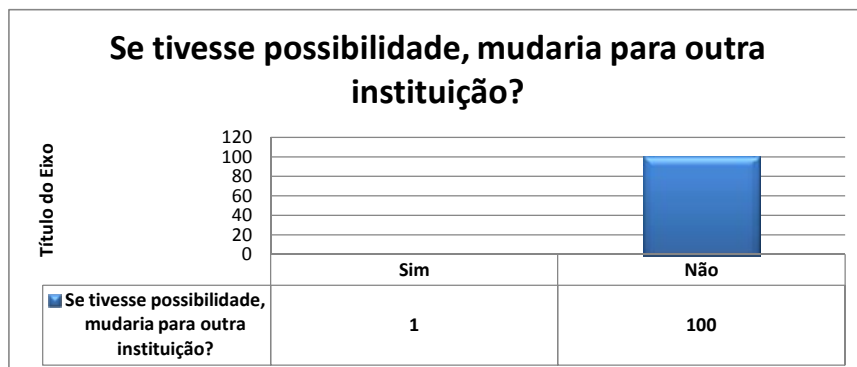 Se tivesse possibilidade, mudaria para outra
instituição?
Título do Eixo
120
100
80
60
40
20
0
Sim Não
Se tivesse possibilidade,
mudaria para outra
instituição?
1 100